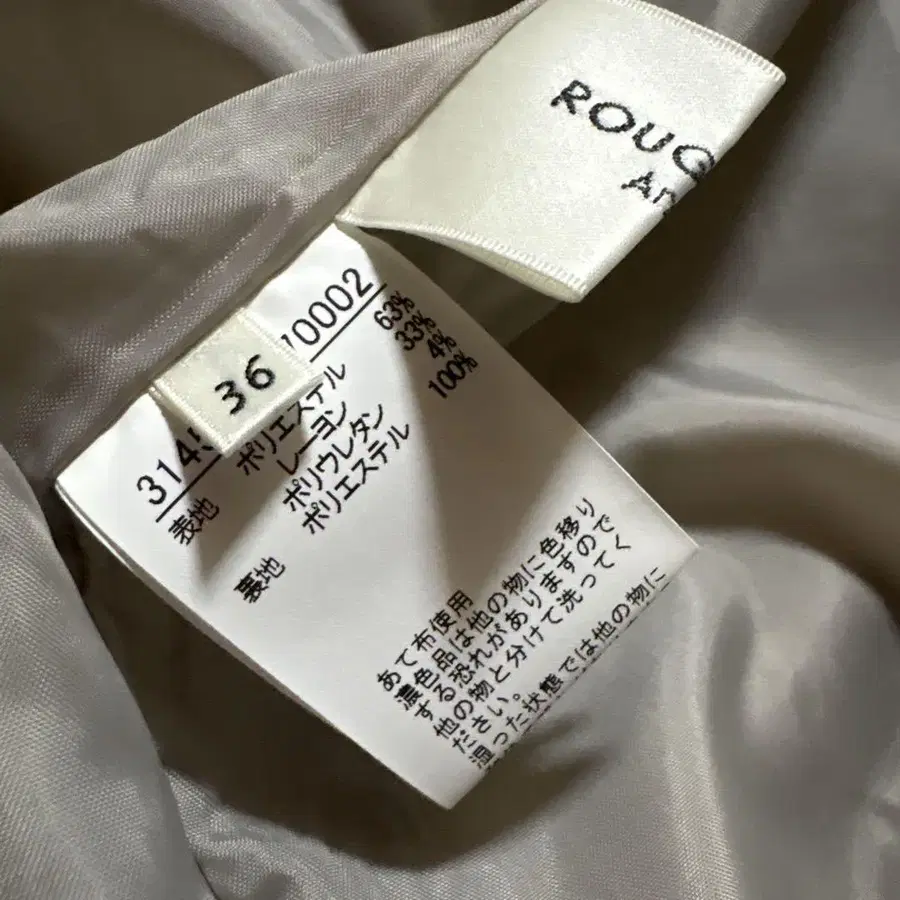 ROUG
An
36
3145 70002
表地 ポリエステル 63%
レーヨン 33%
ポリウレタン 4%
裏地 ポリエステル 100%
あて布使用
濃色品は他の物に色移り
する恐れがありますので
他の物と分けて洗ってく
ださい。
湿った状態では他の物に